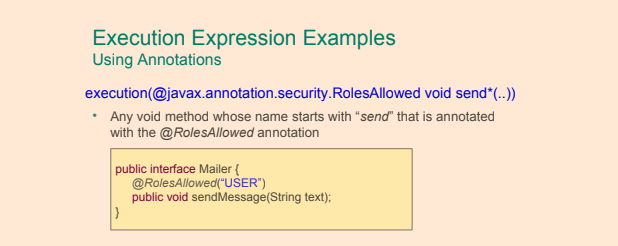 Execution Expression Examples
Using Annotations
execution(@javax.annotation.security.RolesAllowed void send*(..))
• Any void method whose name starts with “send” that is annotated
with the @RolesAllowed annotation
public interface Mailer {
@RolesAllowed(“USER”)
public void sendMessage(String text);
}